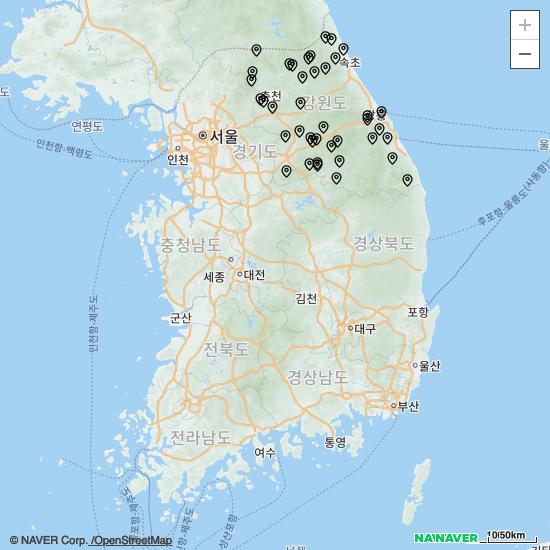 +
−
속초
춘천
강원도
강릉
연평도
인천항-백령도
서울
인천
경기도
울
후포항-울릉도(사동항)
충청남도
경상북도
세종
대전
인천항-제주도
김천
군산
포항
대구
전라북도
울산
경상남도
부산
전라남도
여수
통영
© NAVER Corp. /OpenStreetMap
NAVER
10/50km